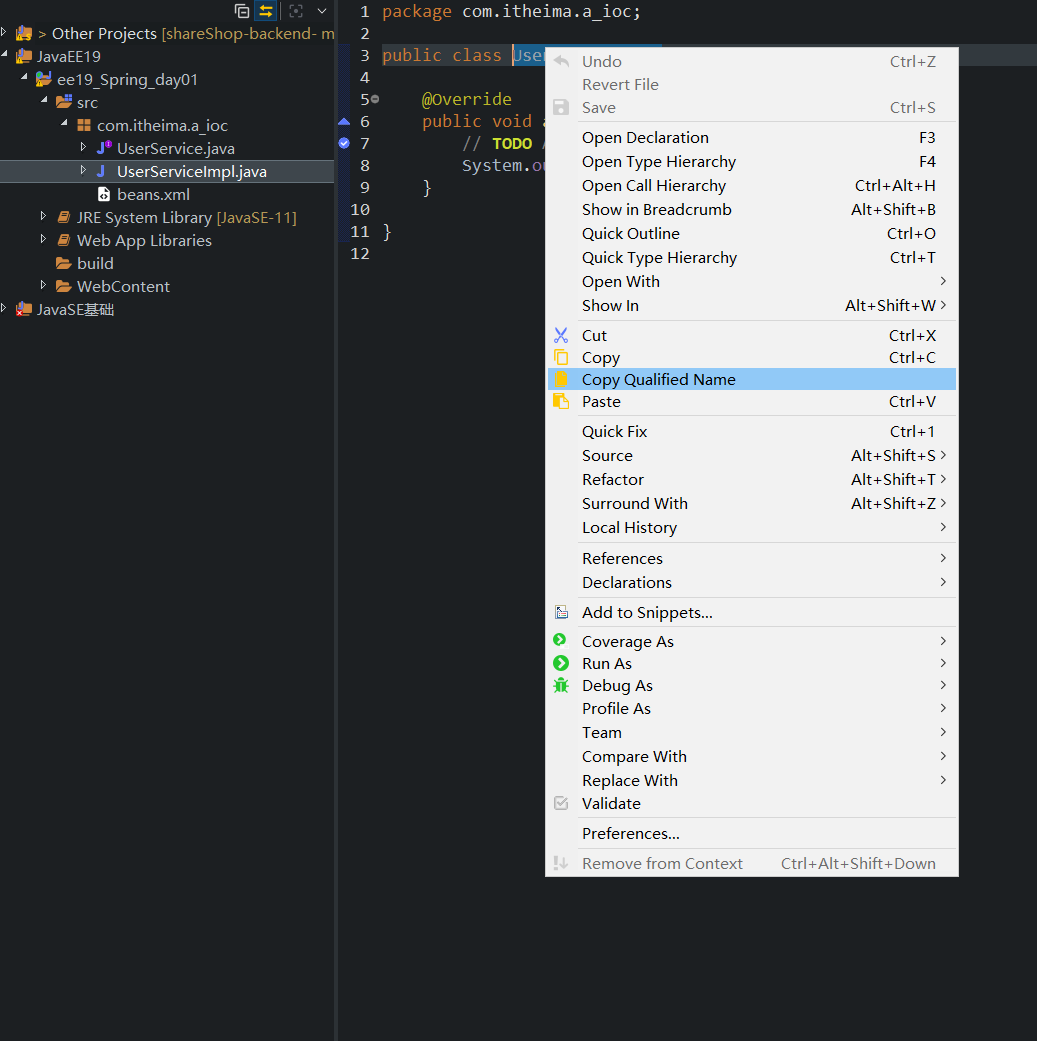 > Other Projects [shareShop-backend- m
JavaEE19
ee19_Spring_day01
src
com.itheima.a_ioc
UserService.java
UserServiceImpl.java
beans.xml
JRE System Library [JavaSE-11]
Web App Libraries
build
WebContent
JavaSE基础
1 package com.itheima.a_ioc;
2
3 public class User
4
5 @Override
6 public void a
7 // TODO
8 System.ou
9 }
10
11 }
12
Undo Ctrl+Z
Revert File
Save Ctrl+S
Open Declaration F3
Open Type Hierarchy F4
Open Call Hierarchy Ctrl+Alt+H
Show in Breadcrumb Alt+Shift+B
Quick Outline Ctrl+O
Quick Type Hierarchy Ctrl+T
Open With
Show In Alt+Shift+W
Cut Ctrl+X
Copy Ctrl+C
Copy Qualified Name
Paste Ctrl+V
Quick Fix Ctrl+1
Source Alt+Shift+S
Refactor Alt+Shift+T
Surround With Alt+Shift+Z
Local History
References
Declarations
Add to Snippets...
Coverage As
Run As
Debug As
Profile As
Team
Compare With
Replace With
Validate
Preferences...
Remove from Context Ctrl+Alt+Shift+Down